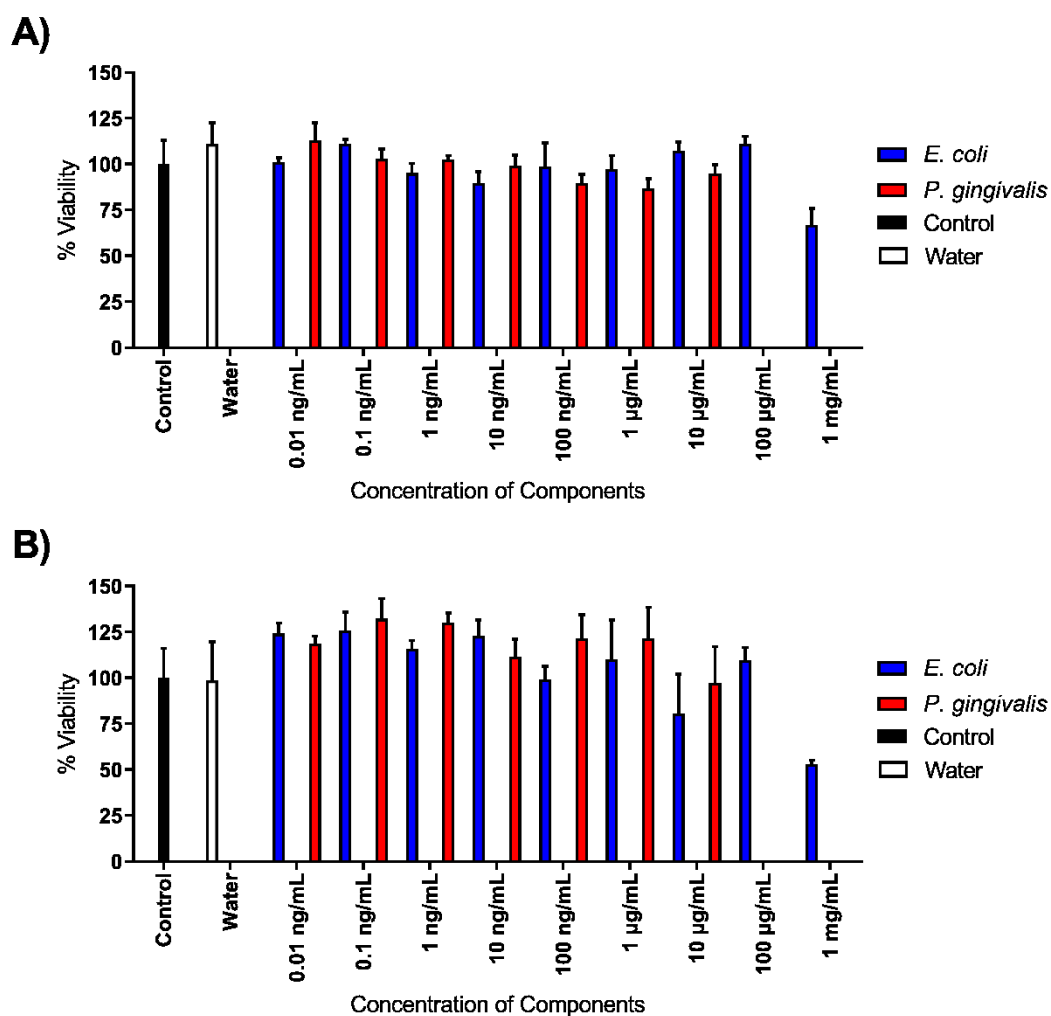 A)
150
125
100
75
50
25
0
% Viability
Control
Water
0.01 ng/mL
0.1 ng/mL
1 ng/mL
10 ng/mL
100 ng/mL
1 µg/mL
10 µg/mL
100 µg/mL
1 mg/mL
Concentration of Components
E. coli
P. gingivalis
Control
Water
B)
150
125
100
75
50
25
0
% Viability
Control
Water
0.01 ng/mL
0.1 ng/mL
1 ng/mL
10 ng/mL
100 ng/mL
1 µg/mL
10 µg/mL
100 µg/mL
1 mg/mL
Concentration of Components
E. coli
P. gingivalis
Control
Water